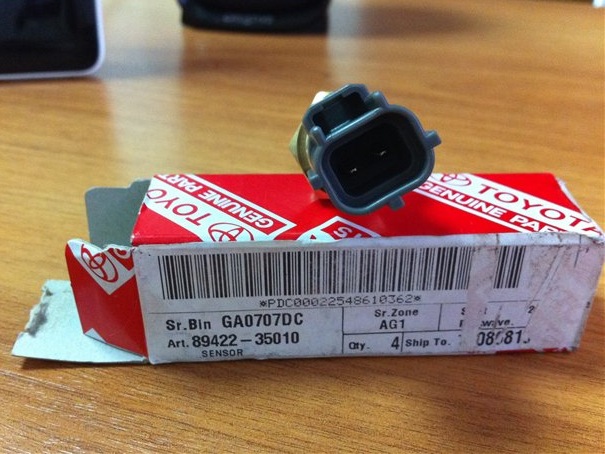 TOYOTA
GENUINE PARTS
TOYOTA
GENUINE PARTS
*PDC00022548610362*
Sr.Bin GA0707DC
Sr.Zone
AG1
Art. 89422-35010
SENSOR
Qty. 4
Ship To.